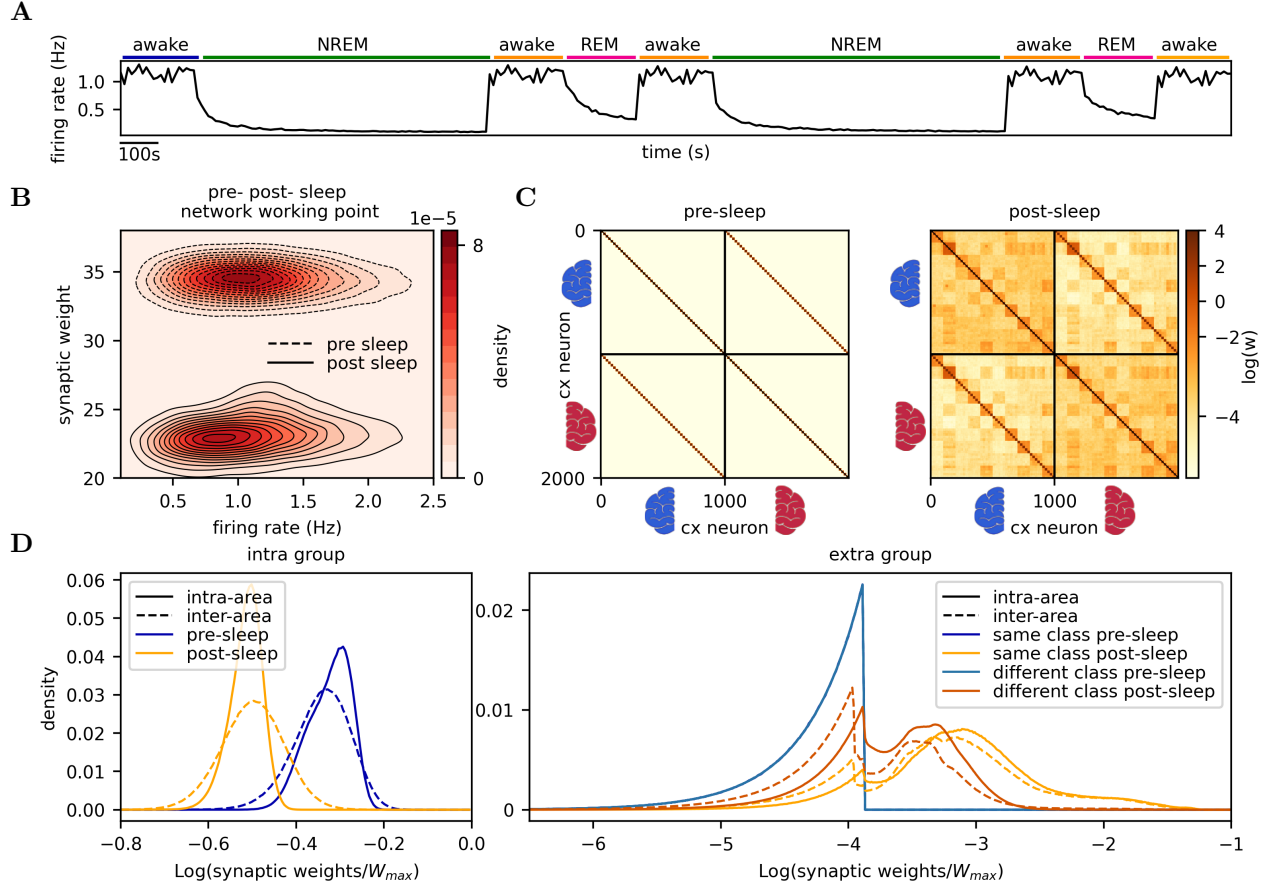 A
awake NREM awake REM awake NREM awake REM awake
firing rate (Hz)
1.0
0.5
100s
time (s)
B
pre- post- sleep
network working point
1e−5
8
0
density
synaptic weight
35
30
25
20
pre sleep
post sleep
0.5 1.0 1.5 2.0 2.5
firing rate (Hz)
C
pre-sleep
post-sleep
0
2000
cx neuron
0 1000
cx neuron
0 1000
cx neuron
4
2
0
−2
−4
log(w)
D
intra group
density
0.06
0.05
0.04
0.03
0.02
0.01
0.00
intra-area
inter-area
pre-sleep
post-sleep
−0.8 −0.6 −0.4 −0.2 0.0
Log(synaptic weights/Wmax)
extra group
0.02
0.01
0
intra-area
inter-area
same class pre-sleep
same class post-sleep
different class pre-sleep
different class post-sleep
−6 −5 −4 −3 −2 −1
Log(synaptic weights/Wmax)